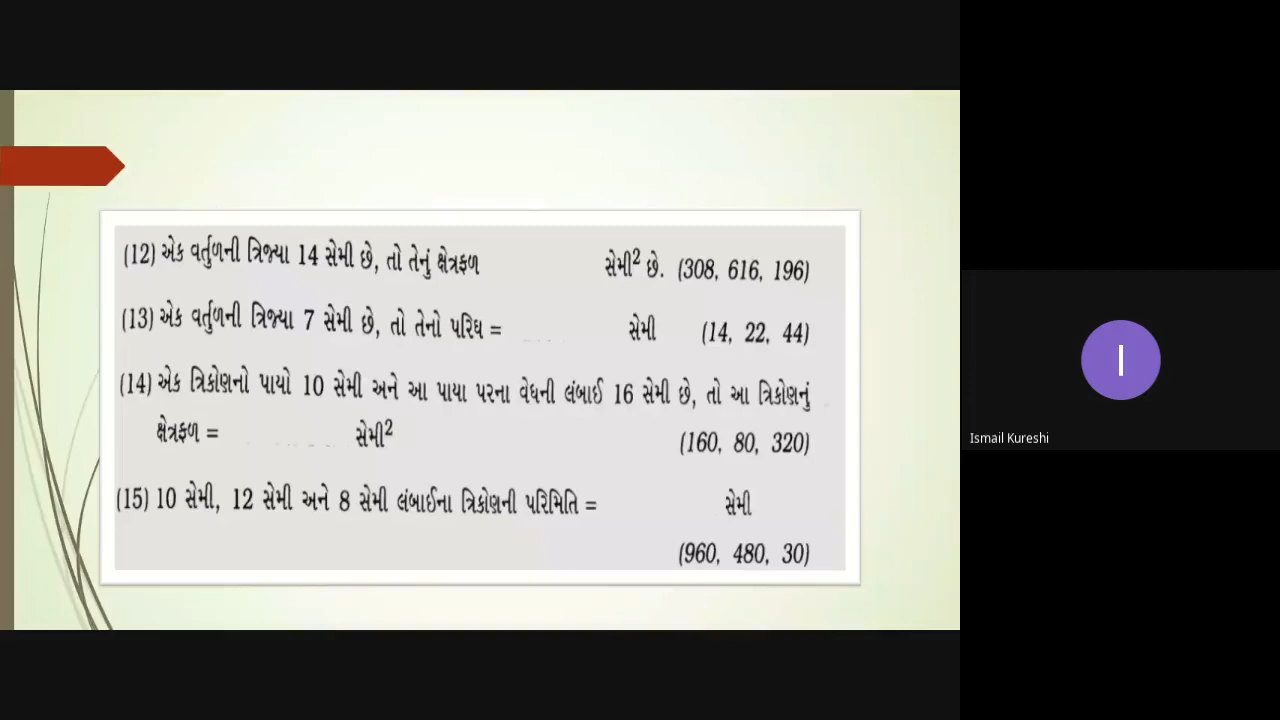 (12) એક વર્તુળની ત્રિજ્યા 14 સેમી છે, તો તેનું ક્ષેત્રફળ સેમી² છે. (308, 616, 196)
(13) એક વર્તુળની ત્રિજ્યા 7 સેમી છે, તો તેનો પરિઘ = સેમી (14, 22, 44)
(14) એક ત્રિકોણનો પાયો 10 સેમી અને આ પાયા પરના વેધની લંબાઈ 16 સેમી છે, તો આ ત્રિકોણનું
ક્ષેત્રફળ = સેમી² (160, 80, 320)
(15) 10 સેમી, 12 સેમી અને 8 સેમી લંબાઈના ત્રિકોણની પરિમિતિ = સેમી
(960, 480, 30)
I
Ismail Kureshi